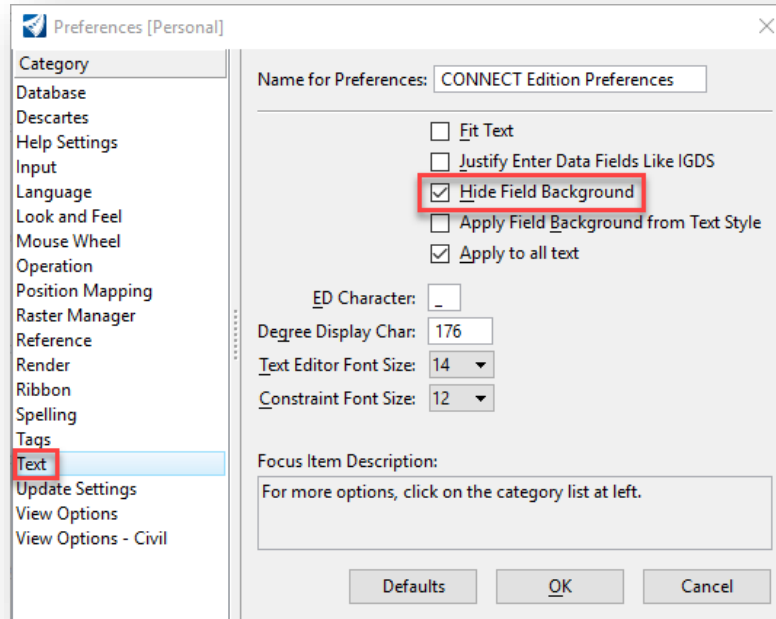 Preferences [Personal]
Category
Database
Descartes
Help Settings
Input
Language
Look and Feel
Mouse Wheel
Operation
Position Mapping
Raster Manager
Reference
Render
Ribbon
Spelling
Tags
Text
Update Settings
View Options
View Options - Civil
Name for Preferences: CONNECT Edition Preferences
Fit Text
Justify Enter Data Fields Like IGDS
Hide Field Background
Apply Field Background from Text Style
Apply to all text
ED Character: _
Degree Display Char: 176
Text Editor Font Size: 14
Constraint Font Size: 12
Focus Item Description:
For more options, click on the category list at left.
Defaults OK Cancel